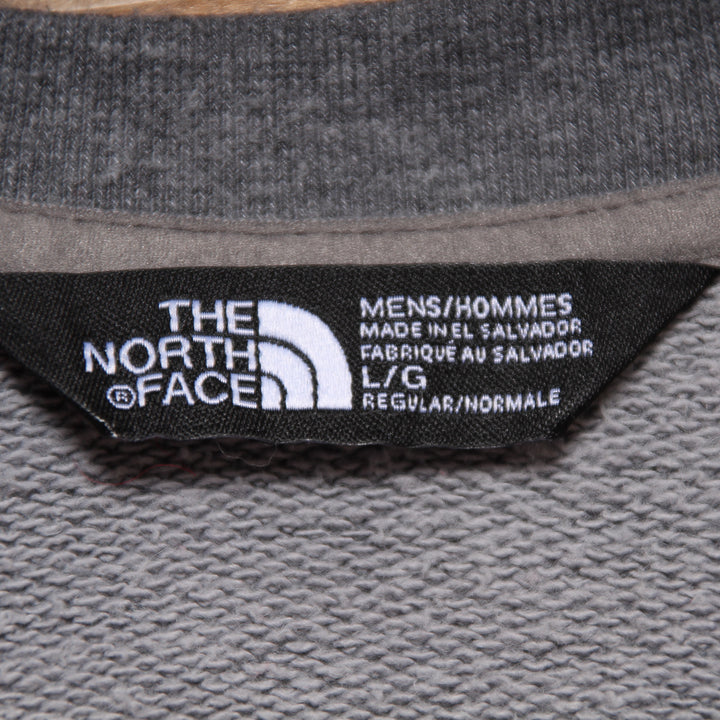 THE
NORTH
®FACE
MENS/HOMMES
MADE IN EL SALVADOR
FABRIQUÉ AU SALVADOR
L/G
REGULAR/NORMALE